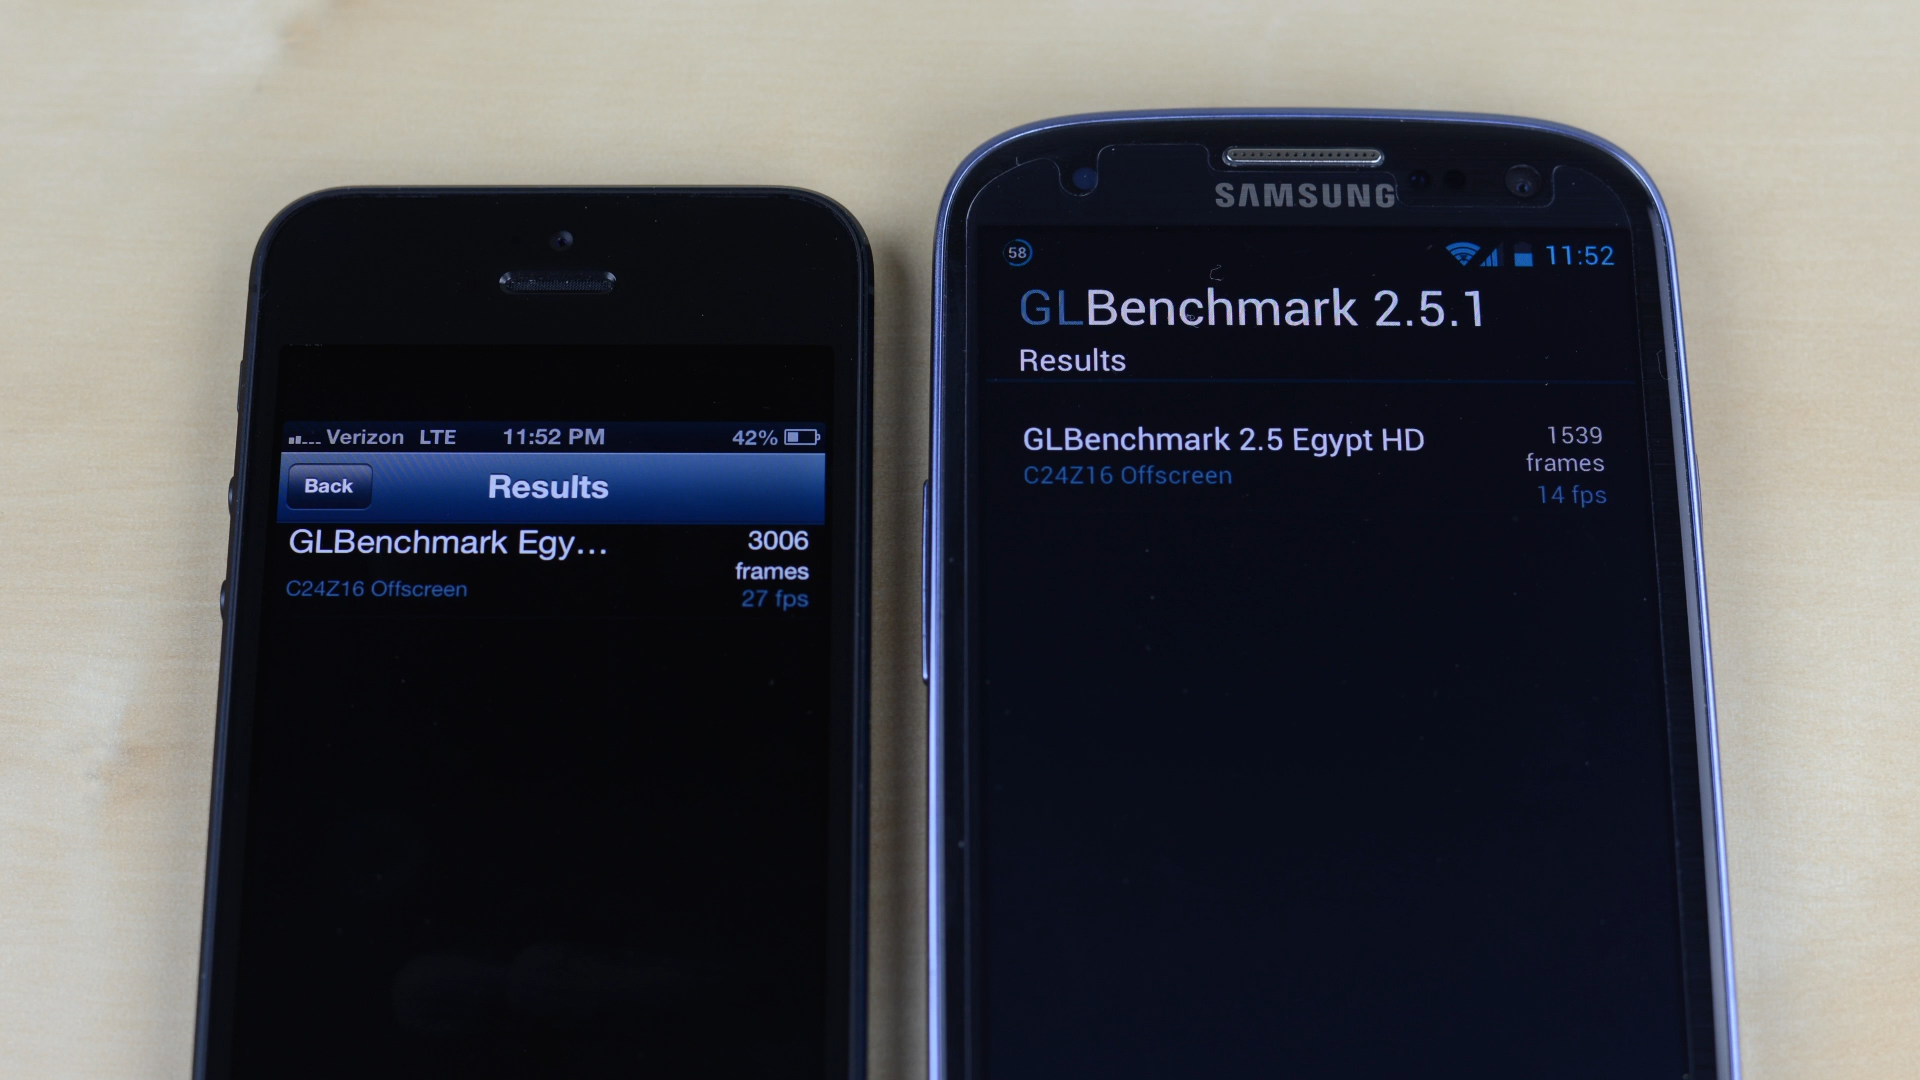 Verizon LTE 11:52 PM 42%
Back Results
GLBenchmark Egy... 3006
frames
C24Z16 Offscreen
27 fps
SAMSUNG
58 11:52
GLBenchmark 2.5.1
Results
GLBenchmark 2.5 Egypt HD 1539
frames
C24Z16 Offscreen
14 fps